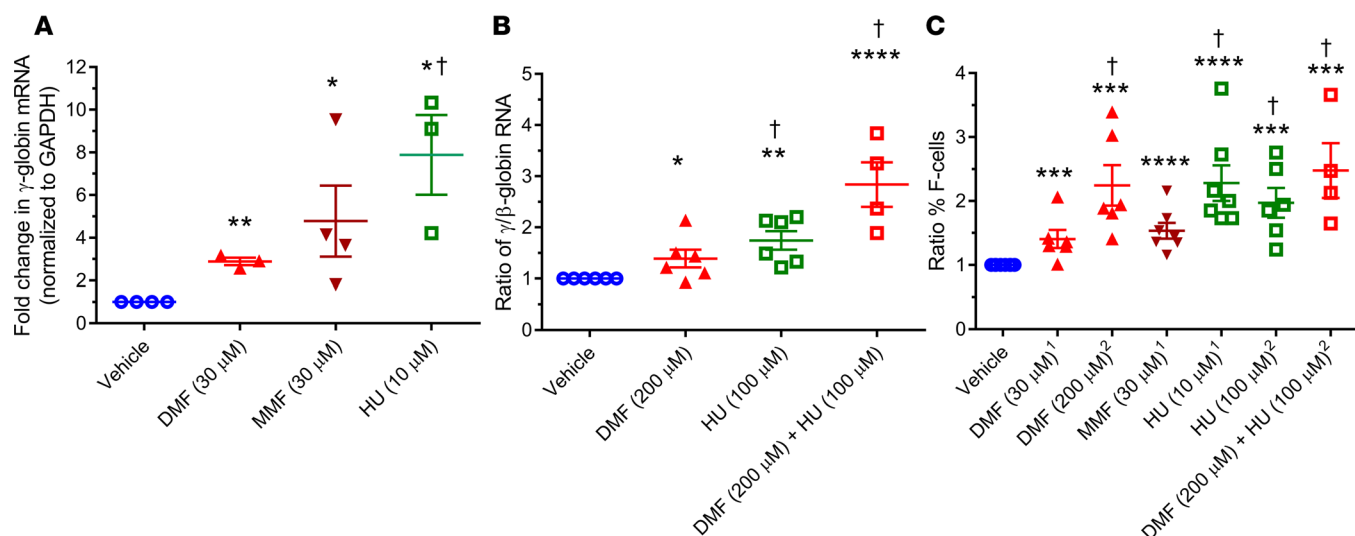 A
Fold change in γ-globin mRNA
(normalized to GAPDH)
12
10
8
6
4
2
0
**
*
*†
Vehicle
DMF (30 μM)
MMF (30 μM)
HU (10 μM)
B
Ratio of γ/β-globin RNA
5
4
3
2
1
0
*
†
**
†
****
Vehicle
DMF (200 μM)
HU (100 μM)
DMF (200 μM) + HU (100 μM)
C
Ratio % F-cells
4
3
2
1
0
***
†
***
****
†
****
†
***
†
***
Vehicle
DMF (30 μM)¹
DMF (200 μM)²
MMF (30 μM)¹
HU (10 μM)¹
HU (100 μM)²
DMF (200 μM) + HU (100 μM)²